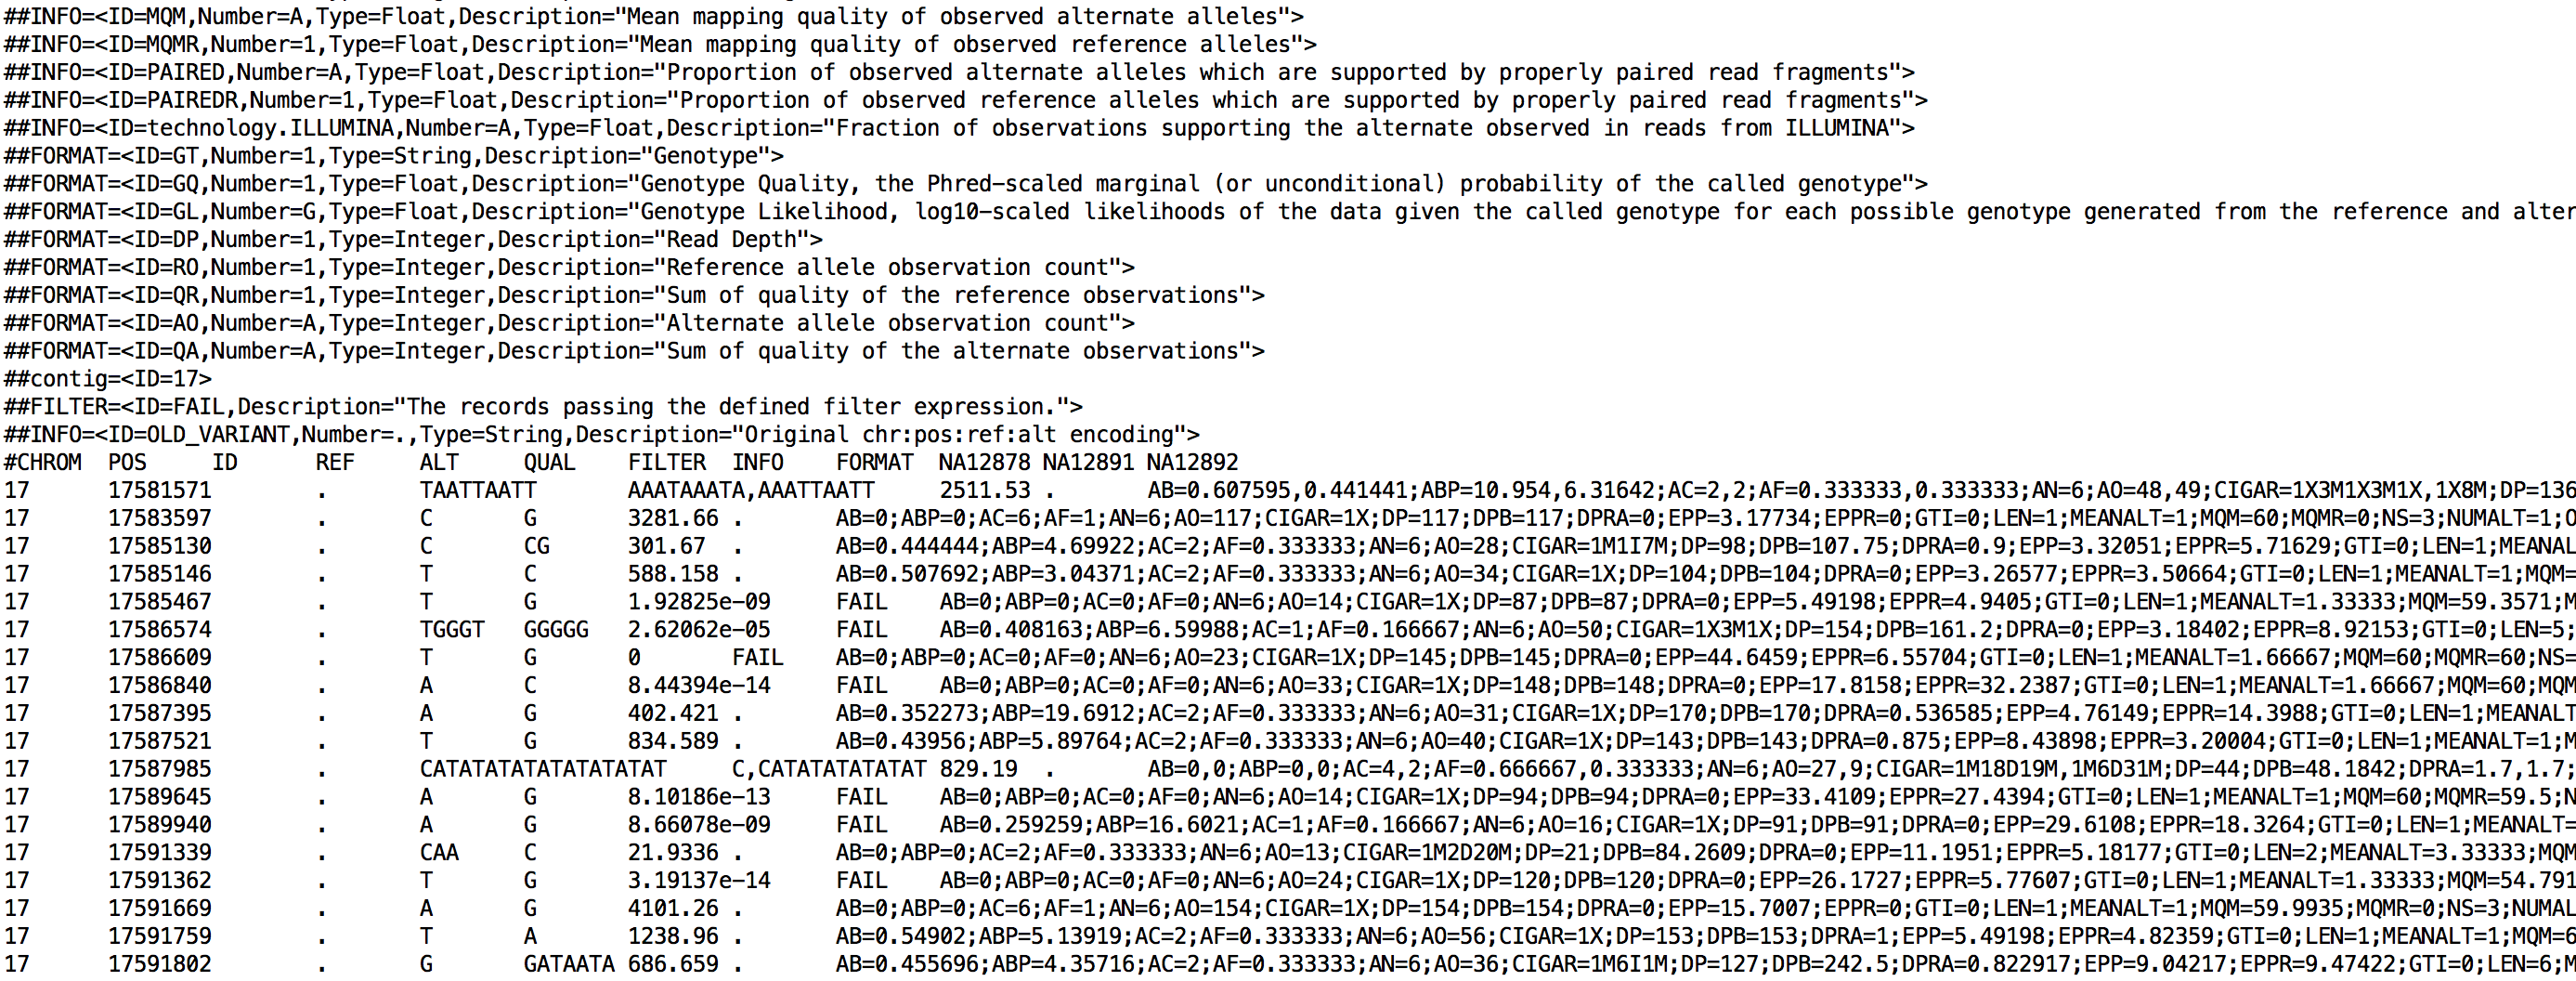 ##INFO=<ID=MQM,Number=A,Type=Float,Description="Mean mapping quality of observed alternate alleles">
##INFO=<ID=MQMR,Number=1,Type=Float,Description="Mean mapping quality of observed reference alleles">
##INFO=<ID=PAIRED,Number=A,Type=Float,Description="Proportion of observed alternate alleles which are supported by properly paired read fragments">
##INFO=<ID=PAIREDR,Number=1,Type=Float,Description="Proportion of observed reference alleles which are supported by properly paired read fragments">
##INFO=<ID=technology.ILLUMINA,Number=A,Type=Float,Description="Fraction of observations supporting the alternate observed in reads from ILLUMINA">
##FORMAT=<ID=GT,Number=1,Type=String,Description="Genotype">
##FORMAT=<ID=GQ,Number=1,Type=Float,Description="Genotype Quality, the Phred-scaled marginal (or unconditional) probability of the called genotype">
##FORMAT=<ID=GL,Number=G,Type=Float,Description="Genotype Likelihood, log10-scaled likelihoods of the data given the called genotype for each possible genotype generated from the reference and alter
##FORMAT=<ID=DP,Number=1,Type=Integer,Description="Read Depth">
##FORMAT=<ID=RO,Number=1,Type=Integer,Description="Reference allele observation count">
##FORMAT=<ID=QR,Number=1,Type=Integer,Description="Sum of quality of the reference observations">
##FORMAT=<ID=AO,Number=A,Type=Integer,Description="Alternate allele observation count">
##FORMAT=<ID=QA,Number=A,Type=Integer,Description="Sum of quality of the alternate observations">
##contig=<ID=17>
##FILTER=<ID=FAIL,Description="The records passing the defined filter expression.">
##INFO=<ID=OLD_VARIANT,Number=.,Type=String,Description="Original chr:pos:ref:alt encoding">
#CHROM POS ID REF ALT QUAL FILTER INFO FORMAT NA12878 NA12891 NA12892
17 17581571 . TAATTAATT AAATAAATA,AAATTAATT 2511.53 . AB=0.607595,0.441441;ABP=10.954,6.31642;AC=2,2;AF=0.333333,0.333333;AN=6;AO=48,49;CIGAR=1X3M1X3M1X,1X8M;DP=136
17 17583597 . C G 3281.66 . AB=0;ABP=0;AC=6;AF=1;AN=6;AO=117;CIGAR=1X;DP=117;DPB=117;DPRA=0;EPP=3.17734;EPPR=0;GTI=0;LEN=1;MEANALT=1;MQM=60;MQMR=0;NS=3;NUMALT=1;O
17 17585130 . C CG 301.67 . AB=0.444444;ABP=4.69922;AC=2;AF=0.333333;AN=6;AO=28;CIGAR=1M1I7M;DP=98;DPB=107.75;DPRA=0.9;EPP=3.32051;EPPR=5.71629;GTI=0;LEN=1;MEANAL
17 17585146 . T C 588.158 . AB=0.507692;ABP=3.04371;AC=2;AF=0.333333;AN=6;AO=34;CIGAR=1X;DP=104;DPB=104;DPRA=0;EPP=3.26577;EPPR=3.50664;GTI=0;LEN=1;MEANALT=1;MQM=
17 17585467 . T G 1.92825e-09 FAIL AB=0;ABP=0;AC=0;AF=0;AN=6;AO=14;CIGAR=1X;DP=87;DPB=87;DPRA=0;EPP=5.49198;EPPR=4.9405;GTI=0;LEN=1;MEANALT=1.33333;MQM=59.3571;M
17 17586574 . TGGGT GGGGG 2.62062e-05 FAIL AB=0.408163;ABP=6.59988;AC=1;AF=0.166667;AN=6;AO=50;CIGAR=1X3M1X;DP=154;DPB=161.2;DPRA=0;EPP=3.18402;EPPR=8.92153;GTI=0;LEN=5;
17 17586609 . T G 0 FAIL AB=0;ABP=0;AC=0;AF=0;AN=6;AO=23;CIGAR=1X;DP=145;DPB=145;DPRA=0;EPP=44.6459;EPPR=6.55704;GTI=0;LEN=1;MEANALT=1.66667;MQM=60;MQMR=60;NS=
17 17586840 . A C 8.44394e-14 FAIL AB=0;ABP=0;AC=0;AF=0;AN=6;AO=33;CIGAR=1X;DP=148;DPB=148;DPRA=0;EPP=17.8158;EPPR=32.2387;GTI=0;LEN=1;MEANALT=1.66667;MQM=60;MQM
17 17587395 . A G 402.421 . AB=0.352273;ABP=19.6912;AC=2;AF=0.333333;AN=6;AO=31;CIGAR=1X;DP=170;DPB=170;DPRA=0.536585;EPP=4.76149;EPPR=14.3988;GTI=0;LEN=1;MEANALT
17 17587521 . T G 834.589 . AB=0.43956;ABP=5.89764;AC=2;AF=0.333333;AN=6;AO=40;CIGAR=1X;DP=143;DPB=143;DPRA=0.875;EPP=8.43898;EPPR=3.20004;GTI=0;LEN=1;MEANALT=1;M
17 17587985 . CATATATATATATATATAT C,CATATATATATAT 829.19 . AB=0,0;ABP=0,0;AC=4,2;AF=0.666667,0.333333;AN=6;AO=27,9;CIGAR=1M18D19M,1M6D31M;DP=44;DPB=48.1842;DPRA=1.7,1.7;
17 17589645 . A G 8.10186e-13 FAIL AB=0;ABP=0;AC=0;AF=0;AN=6;AO=14;CIGAR=1X;DP=94;DPB=94;DPRA=0;EPP=33.4109;EPPR=27.4394;GTI=0;LEN=1;MEANALT=1;MQM=60;MQMR=59.5;N
17 17589940 . A G 8.66078e-09 FAIL AB=0.259259;ABP=16.6021;AC=1;AF=0.166667;AN=6;AO=16;CIGAR=1X;DP=91;DPB=91;DPRA=0;EPP=29.6108;EPPR=18.3264;GTI=0;LEN=1;MEANALT=
17 17591339 . CAA C 21.9336 . AB=0;ABP=0;AC=2;AF=0.333333;AN=6;AO=13;CIGAR=1M2D20M;DP=21;DPB=84.2609;DPRA=0;EPP=11.1951;EPPR=5.18177;GTI=0;LEN=2;MEANALT=3.33333;MQM
17 17591362 . T G 3.19137e-14 FAIL AB=0;ABP=0;AC=0;AF=0;AN=6;AO=24;CIGAR=1X;DP=120;DPB=120;DPRA=0;EPP=26.1727;EPPR=5.77607;GTI=0;LEN=1;MEANALT=1.33333;MQM=54.791
17 17591669 . A G 4101.26 . AB=0;ABP=0;AC=6;AF=1;AN=6;AO=154;CIGAR=1X;DP=154;DPB=154;DPRA=0;EPP=15.7007;EPPR=0;GTI=0;LEN=1;MEANALT=1;MQM=59.9935;MQMR=0;NS=3;NUMAL
17 17591759 . T A 1238.96 . AB=0.54902;ABP=5.13919;AC=2;AF=0.333333;AN=6;AO=56;CIGAR=1X;DP=153;DPB=153;DPRA=1;EPP=5.49198;EPPR=4.82359;GTI=0;LEN=1;MEANALT=1;MQM=6
17 17591802 . G GATAATA 686.659 . AB=0.455696;ABP=4.35716;AC=2;AF=0.333333;AN=6;AO=36;CIGAR=1M6I1M;DP=127;DPB=242.5;DPRA=0.822917;EPP=9.04217;EPPR=9.47422;GTI=0;LEN=6;M